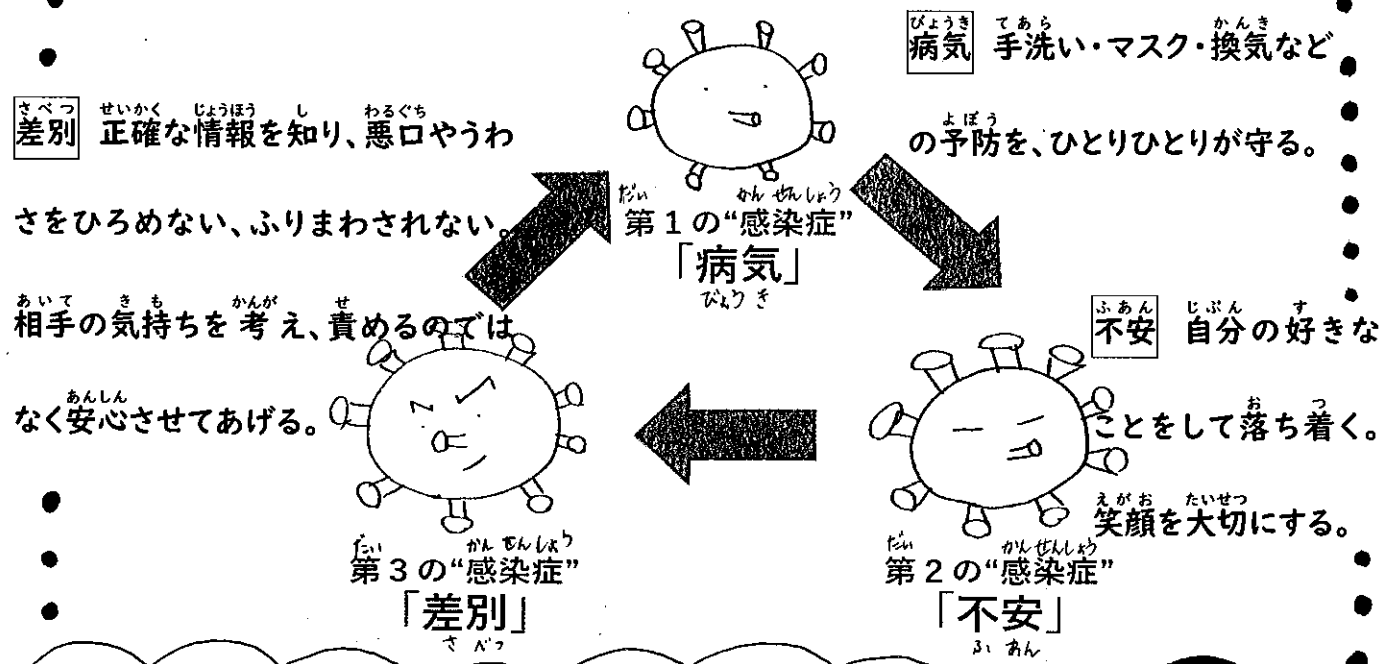 病気 手洗い・マスク・換気など
の予防を、ひとりひとりが守る。
差別 正確な情報を知り、悪口やうわ
さをひろめない、ふりまわされない。
相手の気持ちを考え、責めるのでは
なく安心させてあげる。
第1の“感染症”
「病気」
不安 自分の好きな
ことをして落ち着く。
笑顔を大切にする。
第3の“感染症”
「差別」
第2の“感染症”
「不安」